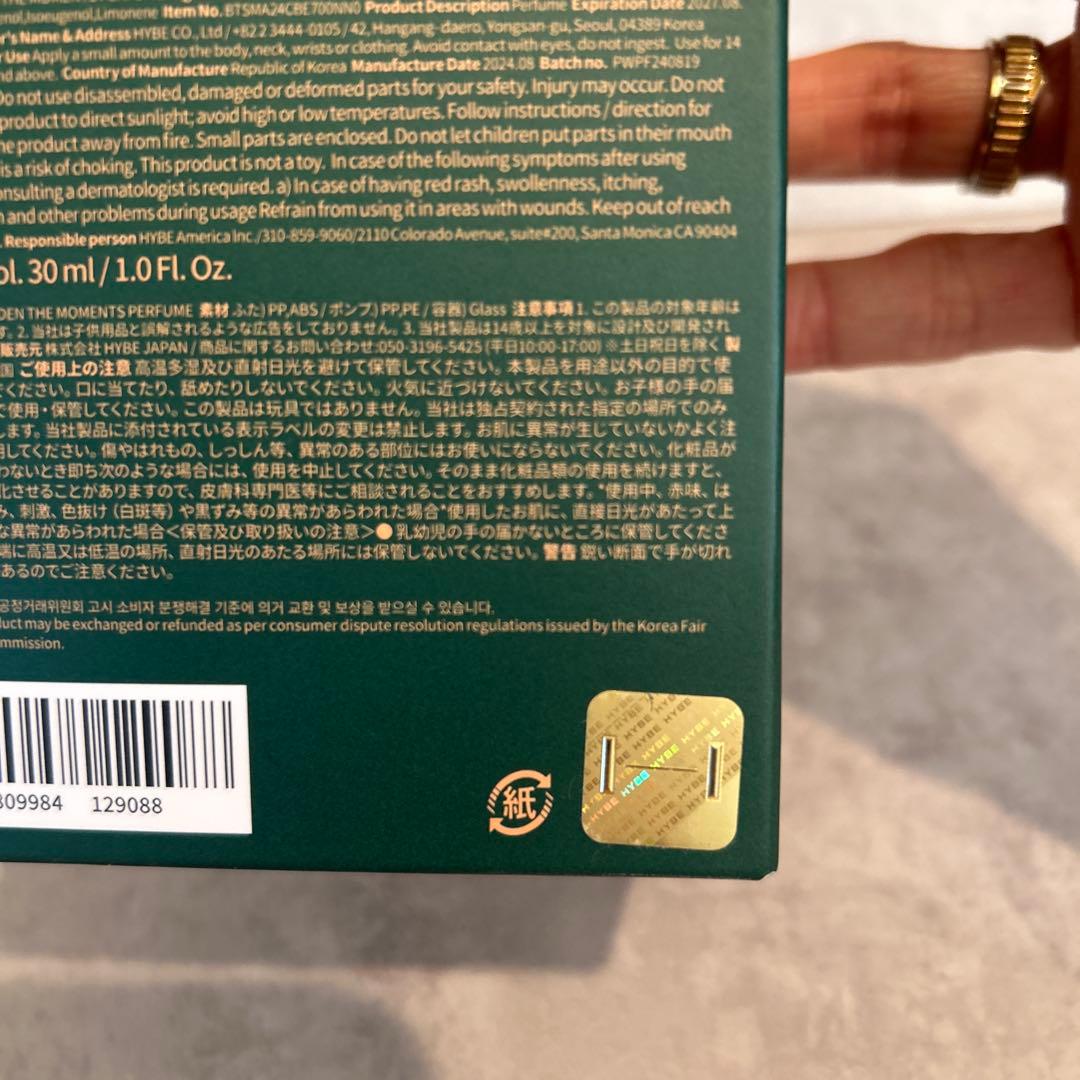 nol,Isonugenol,Limonene Item No. BTSMA24CBE700NN0 Product Description Perfume Expiration Date 2027.08.
r's Name & Address HYBE CO., Ltd / +82 2 3444-0105 / 42, Hangang-daero, Yongsan-gu, Seoul, 04389 Korea
r Use Apply a small amount to the body, neck, wrists or clothing. Avoid contact with eyes, do not ingest. Use for 14
nd above. Country of Manufacture Republic of Korea Manufacture Date 2024.08 Batch no. PWPF240819
Do not use disassembled, damaged or deformed parts for your safety. Injury may occur. Do not
product to direct sunlight; avoid high or low temperatures. Follow instructions / direction for
he product away from fire. Small parts are enclosed. Do not let children put parts in their mouth
is a risk of choking. This product is not a toy. In case of the following symptoms after using
onsulting a dermatologist is required. a) In case of having red rash, swollenness, itching,
n and other problems during usage Refrain from using it in areas with wounds. Keep out of reach
. Responsible person HYBE America Inc./310-859-9060/2110 Colorado Avenue, suite#200, Santa Monica CA 90404
ol. 30 ml / 1.0 Fl. Oz.
DEN THE MOMENTS PERFUME 素材 ふた) PP,ABS / ポンプ) PP,PE / 容器) Glass 注意事項 1. この製品の対象年齢は
す. 2. 当社は子供用品と誤解されるような広告をしておりません。3. 当社製品は14歳以上を対象に設計及び開発され
販売元 株式会社 HYBE JAPAN / 商品に関するお問い合わせ:050-3196-5425 (平日10:00-17:00) ※土日祝日を除く 製
国 ご使用上の注意 高温多湿及び直射日光を避けて保管してください。本製品を用途以外の目的で使
ください。口に当てたり、舐めたりしないでください。火気に近づけないでください。お子様の手の届
で使用・保管してください。この製品は玩具ではありません。当社は独占契約された指定の場所てのみ
します。当社製品に添付されている表示ラベルの変更は禁止します。お肌に異常が生じていないかよく注
用してください。傷やはれもの、しっしん等、異常のある部位にはお使いにならないてください。化粧品が
わないとき即ち次のような場合には、使用を中止してください。そのまま化粧品類の使用を続けますと、
化させることがありますので、皮膚科専門医等にご相談されることをおすすめします。*使用中、赤味、は
み、刺激、色抜け (白斑等) や黒ずみ等の異常があらわれた場合*使用したお肌に、直接日光があたって上
な異常があらわれた場合<保管及び取り扱いの注意>●乳幼児の手の届かないところに保管してくださ
端に高温又は低温の場所、直射日光のあたる場所には保管しないでください。警告 鋭い断面で手が切れ
あるのでご注意ください。
공정거래위원회 고시 소비자 분쟁해결 기준에 의거 교환 및 보상을 받으실 수 있습니다.
uct may be exchanged or refunded as per consumer dispute resolution regulations issued by the Korea Fair
mmission.
809984 129088
紙
HYBE HYBE HYBE